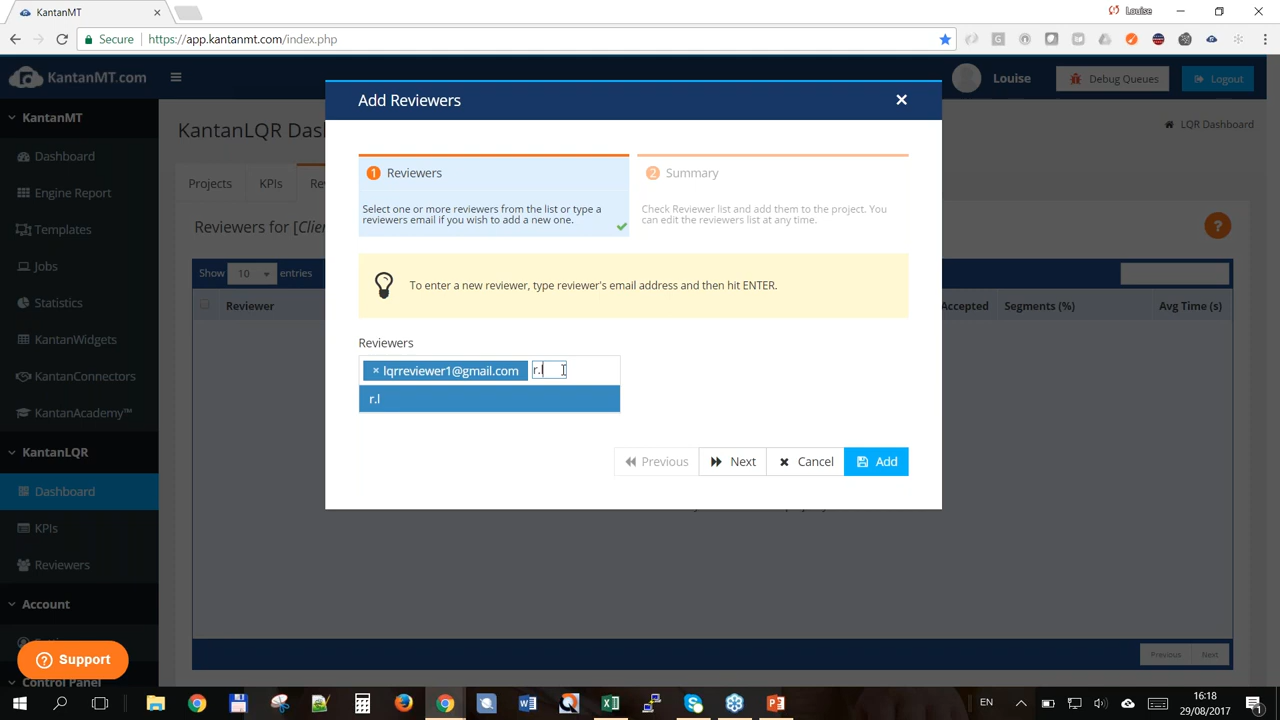 KantanMT
Louise
Secure
https://app.kantanmt.com/index.php
KantanMT.com
Louise
Debug Queues
Logout
KantanMT
Dashboard
Engine Report
Templates
Jobs
Statistics
KantanWidgets
KantanConnectors
KantanAcademy™
KantanLQR
Dashboard
KPIs
Reviewers
Account
Control Panel
Support
KantanLQR Dash
LQR Dashboard
Projects
KPIs
Reviewers for [Clie
Show 10 entries
Reviewer
Accepted
Segments (%)
Avg Time (s)
Previous
Next
Add Reviewers
1 Reviewers
Select one or more reviewers from the list or type a
reviewers email if you wish to add a new one.
2 Summary
Check Reviewer list and add them to the project. You
can edit the reviewers list at any time.
To enter a new reviewer, type reviewer's email address and then hit ENTER.
Reviewers
× lqrreviewer1@gmail.com
r.l
r.l
Previous
Next
Cancel
Add
EN
16:18
29/08/2017